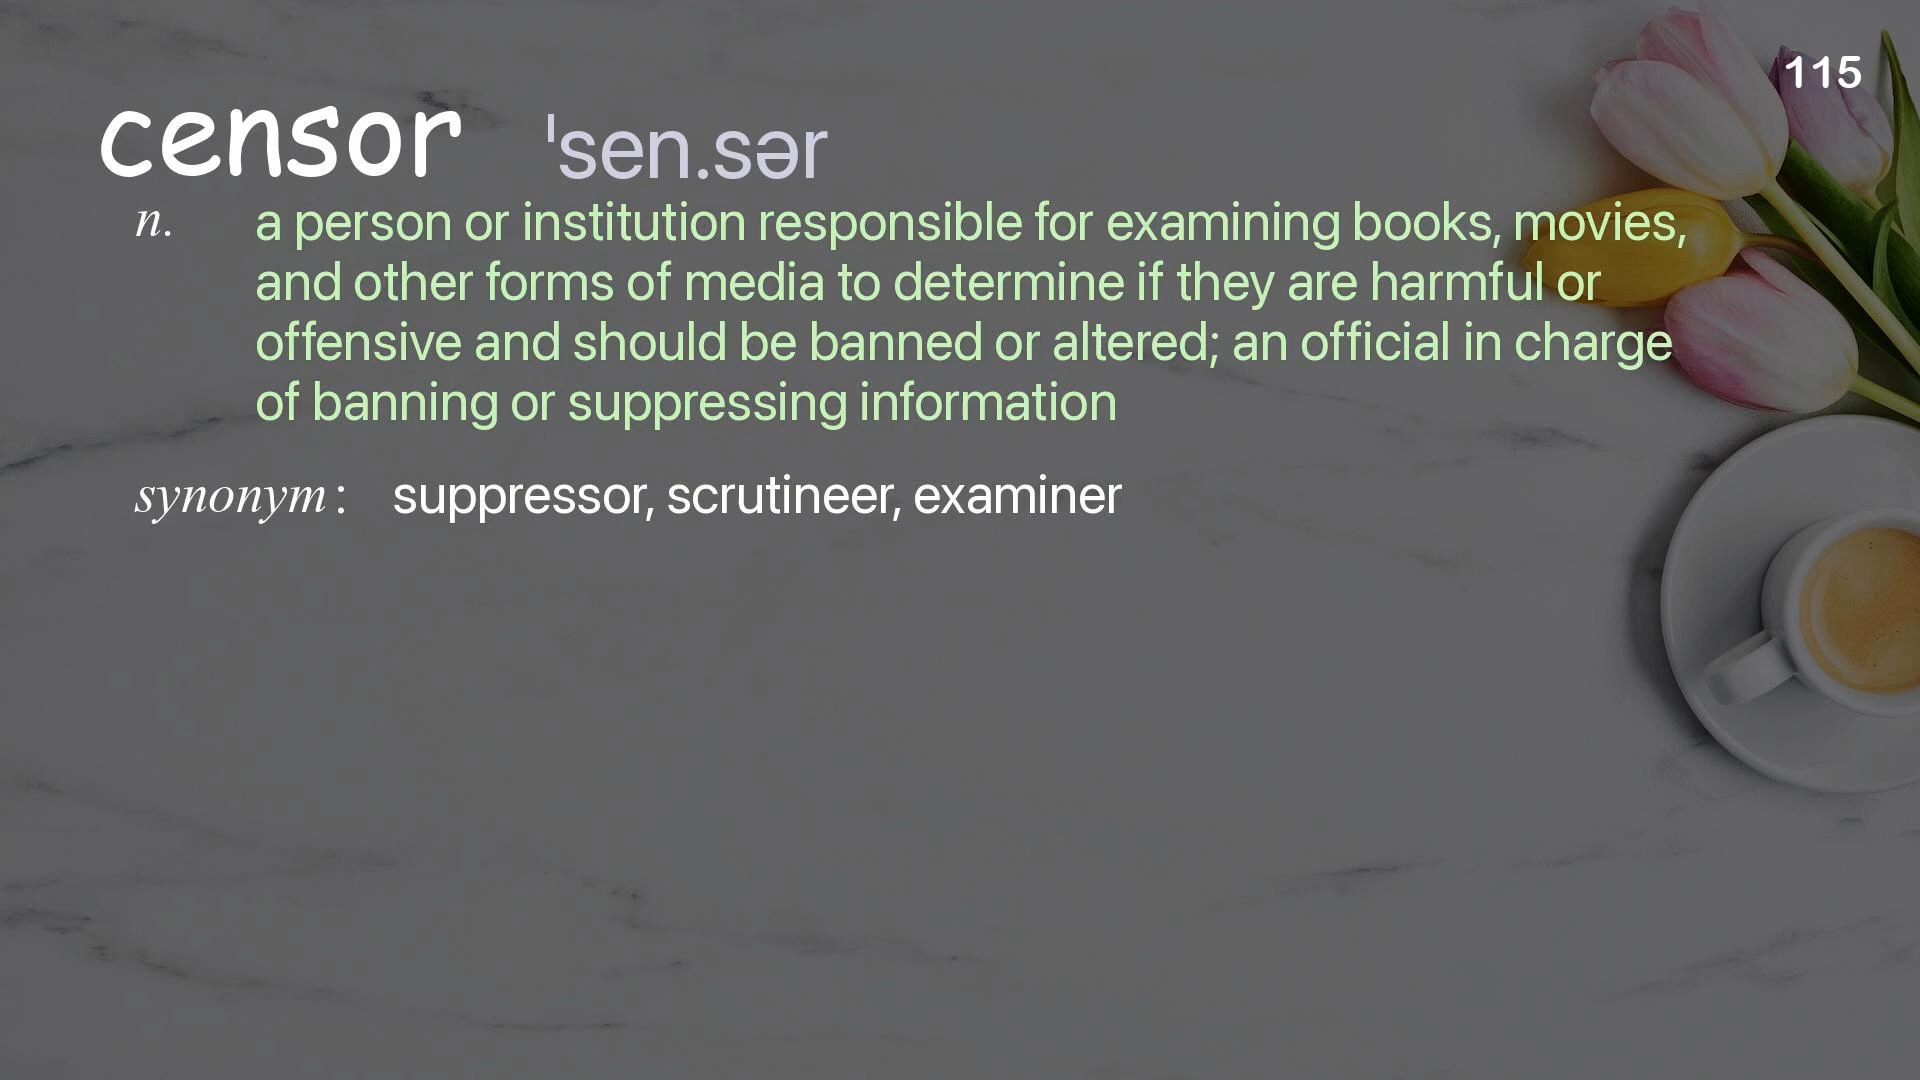 115
censor ˈsen.sər
n. a person or institution responsible for examining books, movies,
and other forms of media to determine if they are harmful or
offensive and should be banned or altered; an official in charge
of banning or suppressing information
synonym: suppressor, scrutineer, examiner